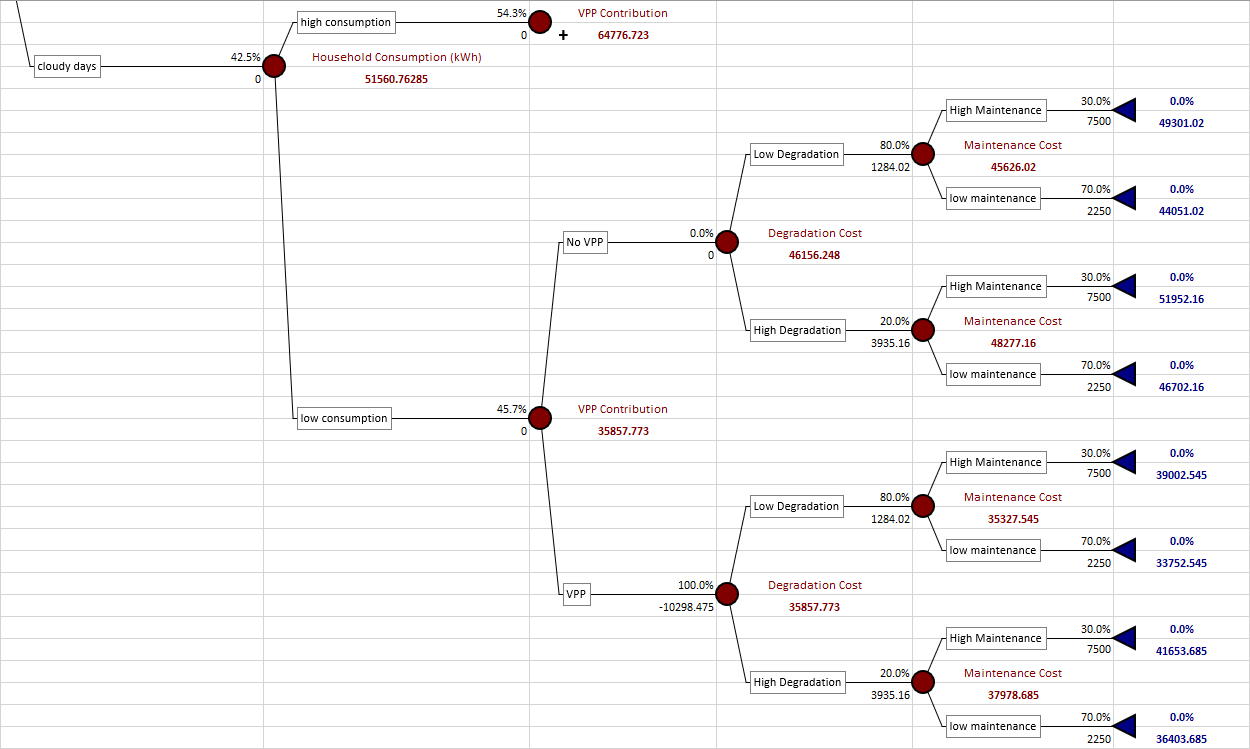 high consumption
54.3%
0
+
VPP Contribution
64776.723
cloudy days
42.5%
0
Household Consumption (kWh)
51560.76285
High Maintenance
30.0%
7500
0.0%
49301.02
Low Degradation
80.0%
1284.02
Maintenance Cost
45626.02
low maintenance
70.0%
2250
0.0%
44051.02
No VPP
0.0%
0
Degradation Cost
46156.248
High Maintenance
30.0%
7500
0.0%
51952.16
High Degradation
20.0%
3935.16
Maintenance Cost
48277.16
low maintenance
70.0%
2250
0.0%
46702.16
low consumption
45.7%
0
VPP Contribution
35857.773
High Maintenance
30.0%
7500
0.0%
39002.545
Low Degradation
80.0%
1284.02
Maintenance Cost
35327.545
low maintenance
70.0%
2250
0.0%
33752.545
VPP
100.0%
-10298.475
Degradation Cost
35857.773
High Maintenance
30.0%
7500
0.0%
41653.685
High Degradation
20.0%
3935.16
Maintenance Cost
37978.685
low maintenance
70.0%
2250
0.0%
36403.685